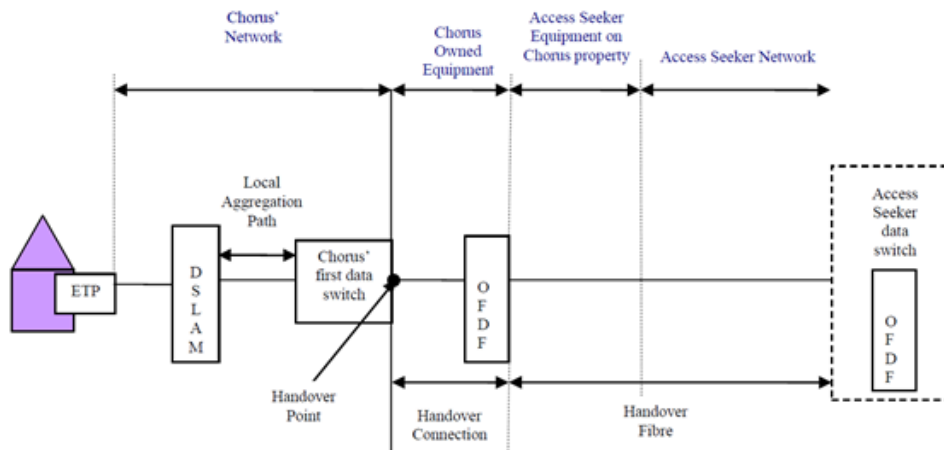 Chorus'
Network
Chorus
Owned
Equipment
Access Seeker
Equipment on
Chorus property
Access Seeker Network
Local
Aggregation
Path
Access
Seeker
data
switch
ETP
D
S
L
A
M
Chorus'
first data
switch
O
F
D
F
O
F
D
F
Handover
Point
Handover
Connection
Handover
Fibre